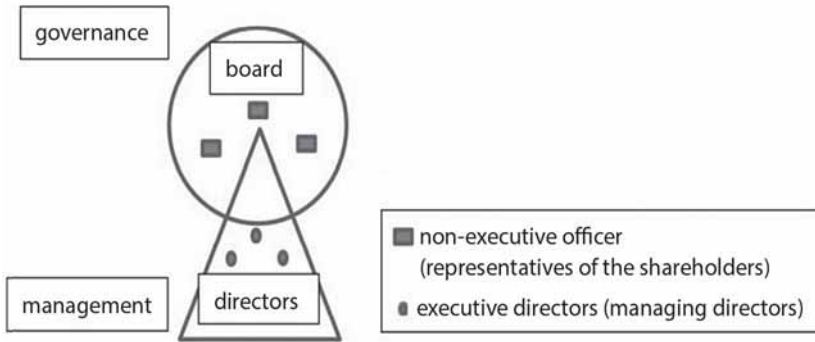 governance
board
management
directors
non-executive officer
(representatives of the shareholders)
executive directors (managing directors)